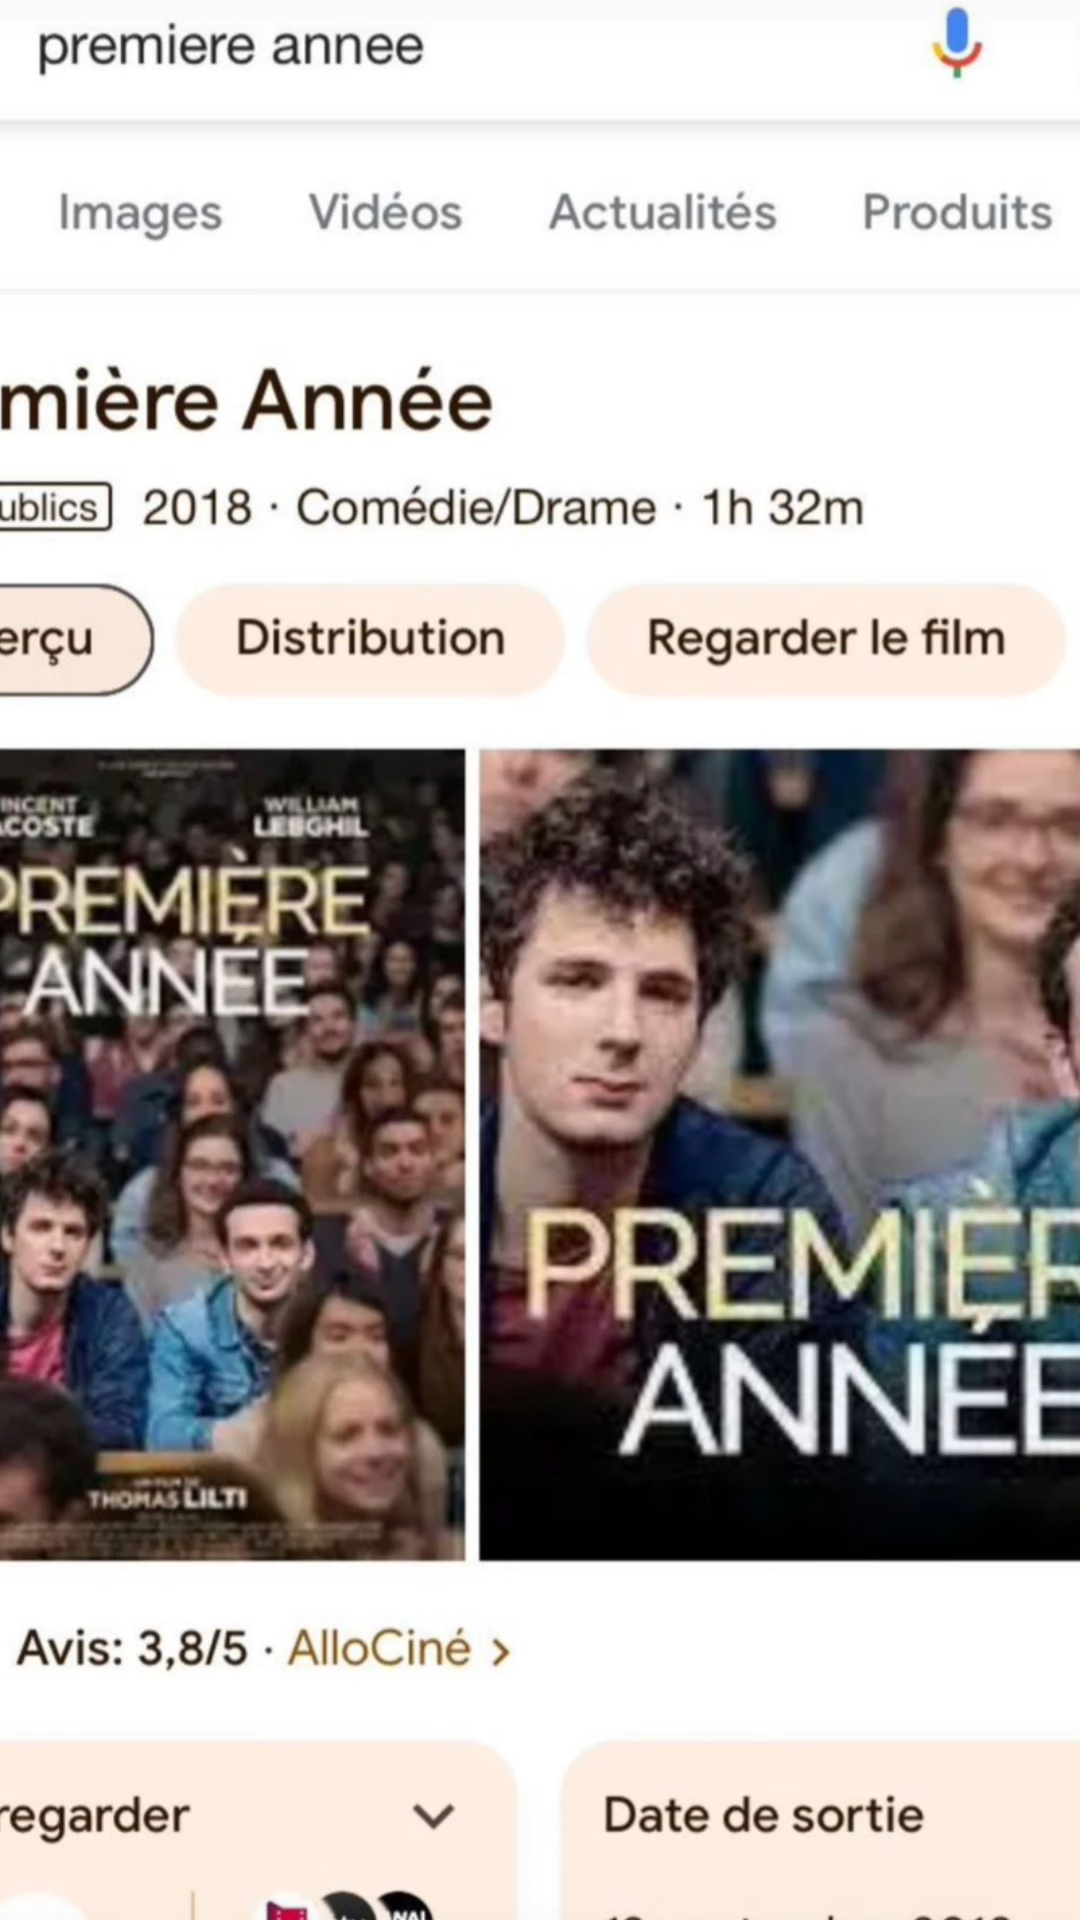 premiere annee
Images Vidéos Actualités Produits
mière Année
ublics 2018 · Comédie/Drame · 1h 32m
erçu Distribution Regarder le film
INCENT
COSTE
WILLIAM
LEBGHIL
PREMIÈRE
ANNÉE
THOMAS LILTI
PREMIÈR
ANNÉE
Avis: 3,8/5 · AlloCiné >
regarder
Date de sortie